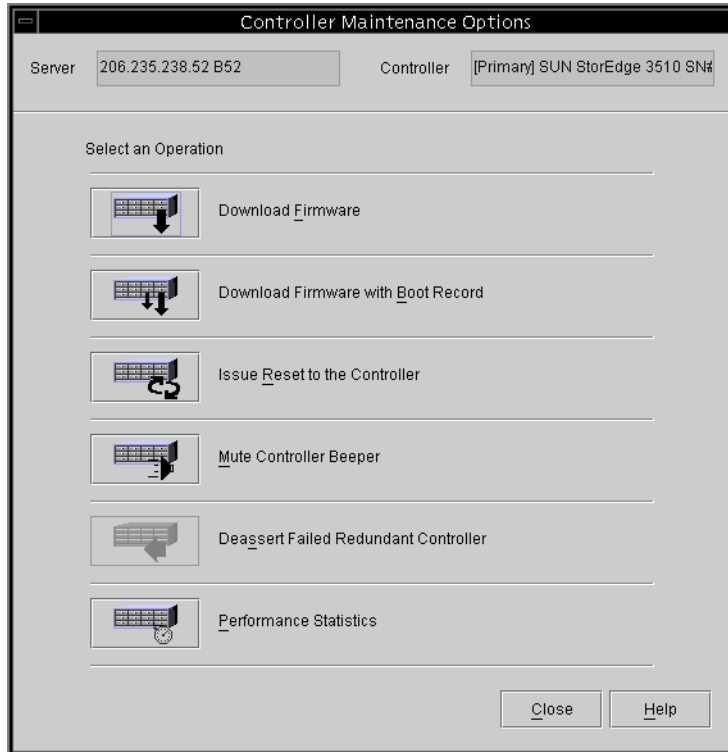 Controller Maintenance Options
Server 206.235.238.52 B52 Controller [Primary] SUN StorEdge 3510 SN#
Select an Operation
Download Firmware
Download Firmware with Boot Record
Issue Reset to the Controller
Mute Controller Beeper
Deassert Failed Redundant Controller
Performance Statistics
Close Help